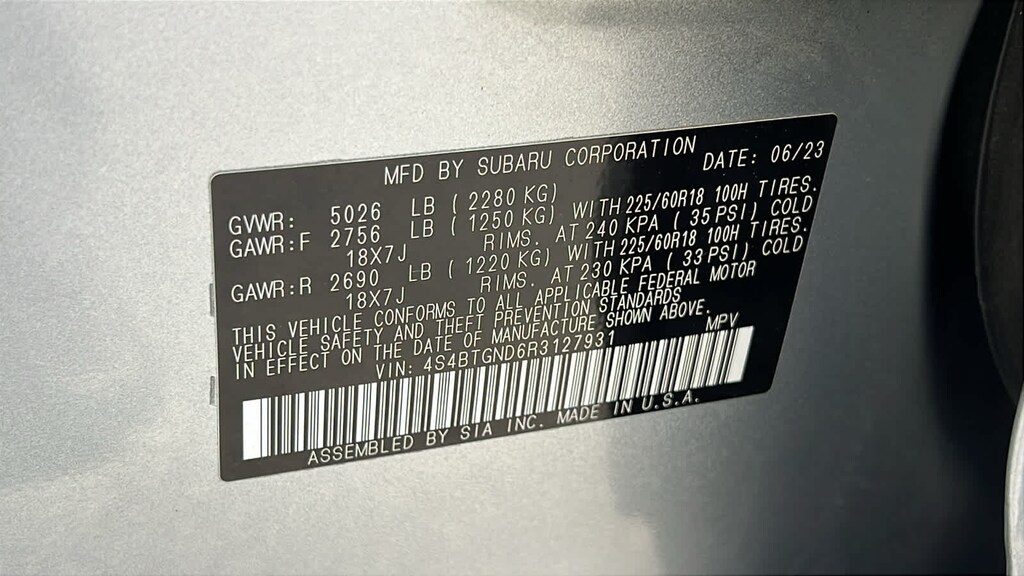 MFD BY SUBARU CORPORATION DATE: 06/23
GVWR: 5026 LB ( 2280 KG)
GAWR:F 2756 LB ( 1250 KG) WITH 225/60R18 100H TIRES.
18X7J RIMS. AT 240 KPA ( 35 PSI) COLD
GAWR:R 2690 LB ( 1220 KG) WITH 225/60R18 100H TIRES.
18X7J RIMS. AT 230 KPA ( 33 PSI) COLD
THIS VEHICLE CONFORMS TO ALL APPLICABLE FEDERAL MOTOR
VEHICLE SAFETY AND THEFT PREVENTION STANDARDS
IN EFFECT ON THE DATE OF MANUFACTURE SHOWN ABOVE.
VIN: 4S4BTGND6R3127931 MPV
ASSEMBLED BY SIA INC. MADE IN U.S.A.